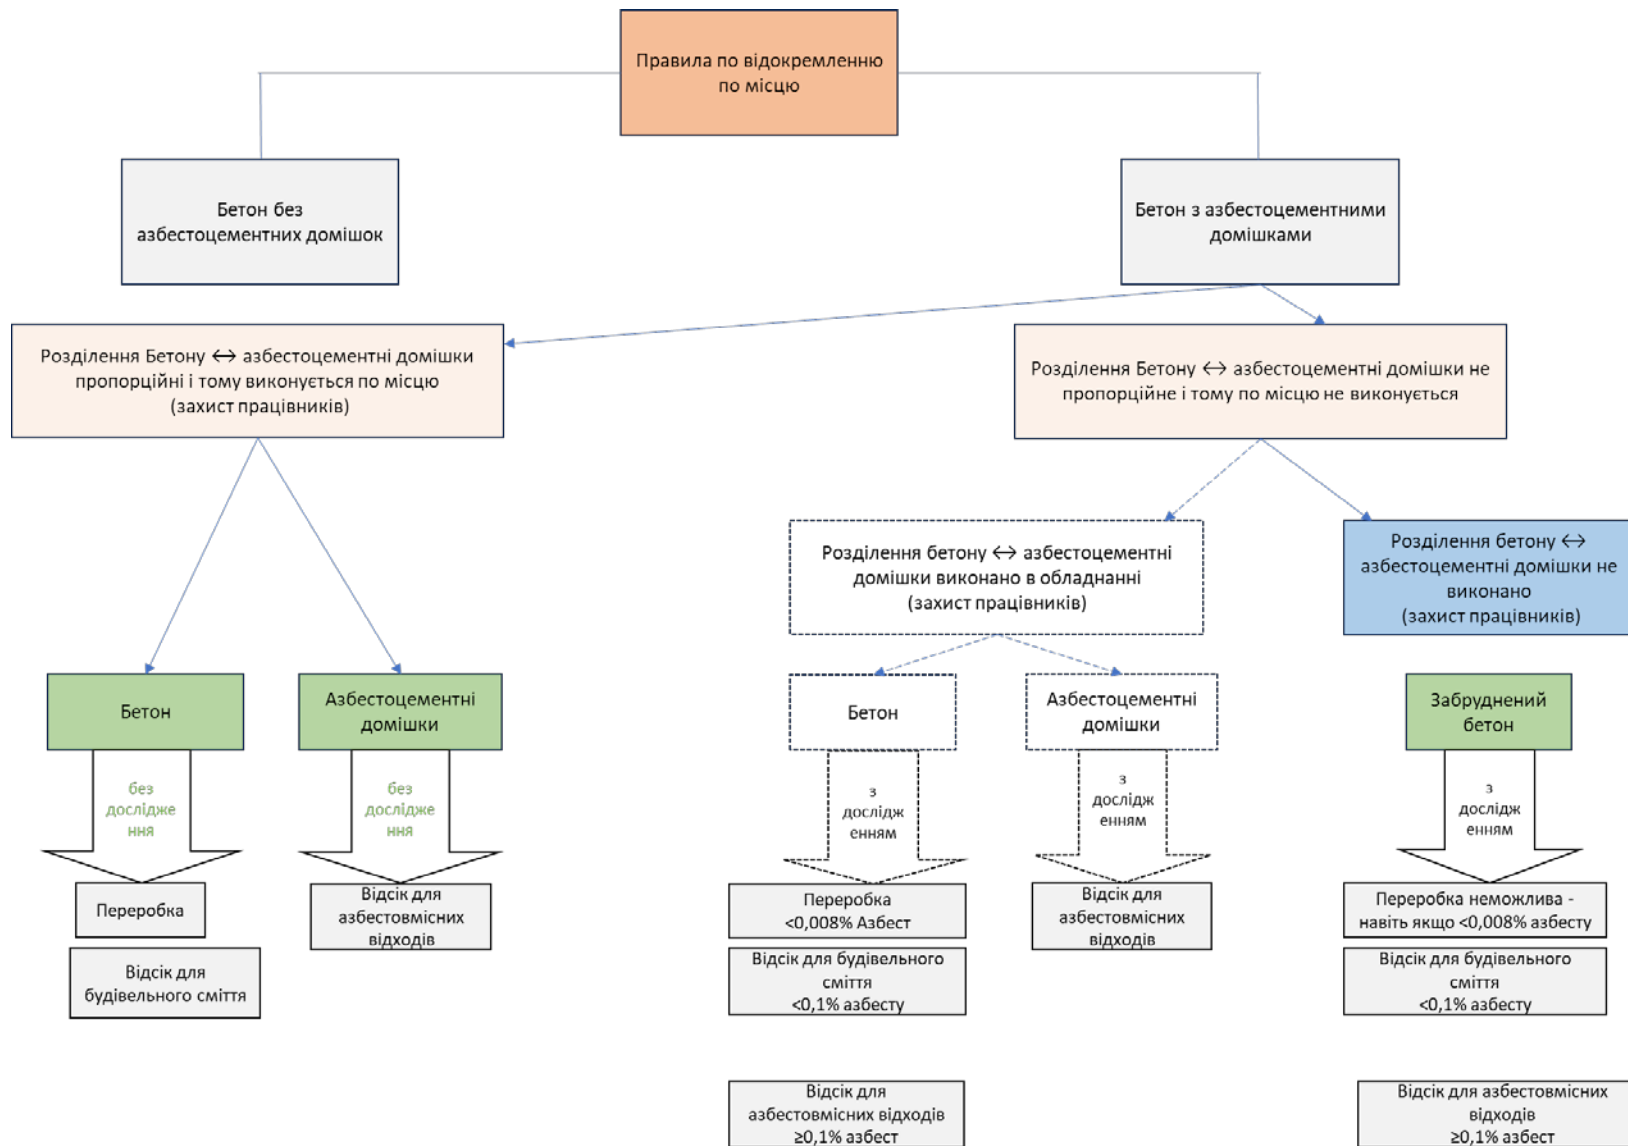 Правила по відокремленню
по місцю
Бетон без
азбестоцементних домішок
Бетон з азбестоцементними
домішками
Розділення Бетону ↔ азбестоцементні домішки
пропорційні і тому виконується по місцю
(захист працівників)
Розділення Бетону ↔ азбестоцементні домішки не
пропорційне і тому по місцю не виконується
Розділення бетону ↔ азбестоцементні
домішки виконано в обладнанні
(захист працівників)
Розділення бетону ↔
азбестоцементні домішки не
виконано
(захист працівників)
Бетон
Азбестоцементні
домішки
Бетон
Азбестоцементні
домішки
Забруднений
бетон
без
дослідже
ння
без
дослідже
ння
з
дослідж
енням
з
дослідж
енням
з
дослідж
енням
Переробка
Відсік для
будівельного сміття
Відсік для
азбестовмісних
відходів
Переробка
<0,008% Азбест
Відсік для будівельного
сміття
<0,1% азбесту
Відсік для
азбестовмісних відходів
≥0,1% азбест
Відсік для
азбестовмісних
відходів
Переробка неможлива -
навіть якщо <0,008% азбесту
Відсік для будівельного
сміття
<0,1% азбесту
Відсік для азбестовмісних
відходів
≥0,1% азбест